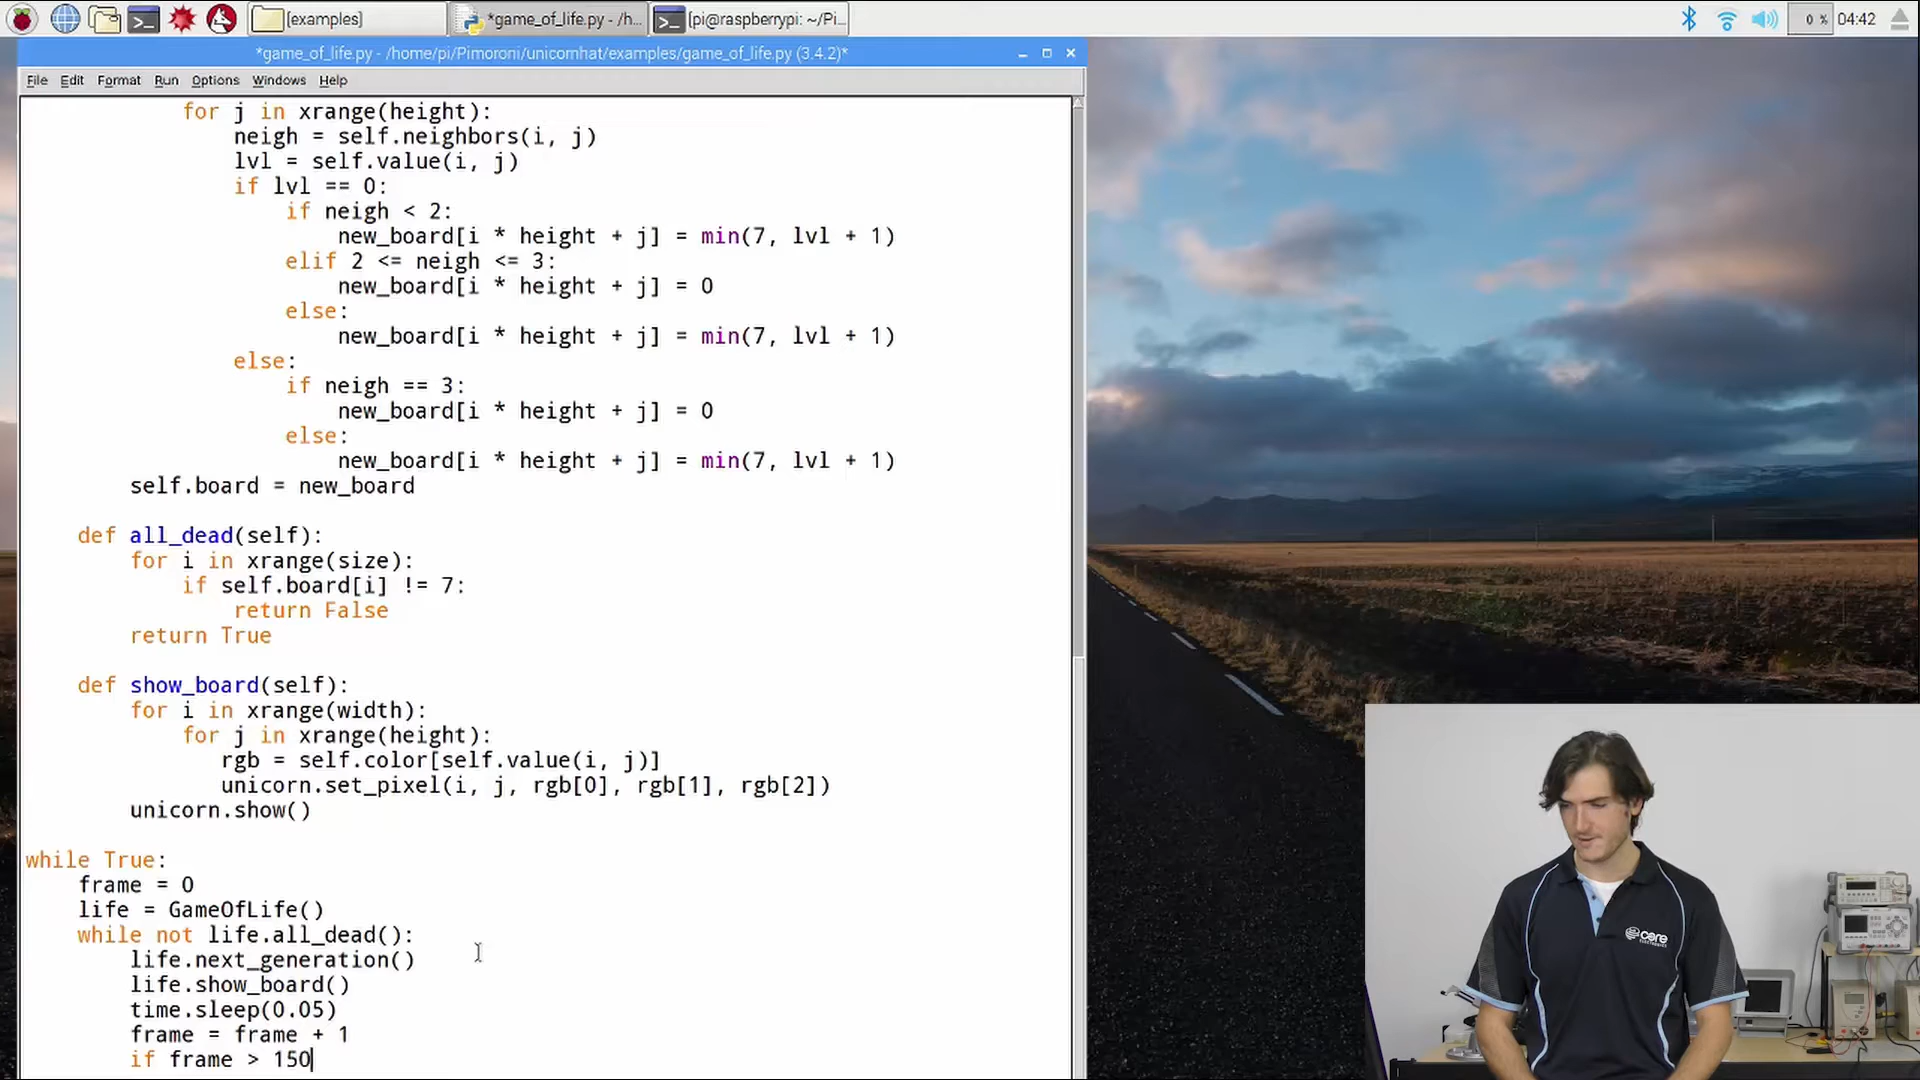 [examples]
*game_of_life.py - /h...
[pi@raspberrypi: ~/Pi...
0 %
04:42
*game_of_life.py - /home/pi/Pimoroni/unicornhat/examples/game_of_life.py (3.4.2)*
File Edit Format Run Options Windows Help
for j in xrange(height):
neigh = self.neighbors(i, j)
lvl = self.value(i, j)
if lvl == 0:
if neigh < 2:
new_board[i * height + j] = min(7, lvl + 1)
elif 2 <= neigh <= 3:
new_board[i * height + j] = 0
else:
new_board[i * height + j] = min(7, lvl + 1)
else:
if neigh == 3:
new_board[i * height + j] = 0
else:
new_board[i * height + j] = min(7, lvl + 1)
self.board = new_board
def all_dead(self):
for i in xrange(size):
if self.board[i] != 7:
return False
return True
def show_board(self):
for i in xrange(width):
for j in xrange(height):
rgb = self.color[self.value(i, j)]
unicorn.set_pixel(i, j, rgb[0], rgb[1], rgb[2])
unicorn.show()
while True:
frame = 0
life = GameOfLife()
while not life.all_dead():
life.next_generation()
life.show_board()
time.sleep(0.05)
frame = frame + 1
if frame > 150
core
ELECTRONICS